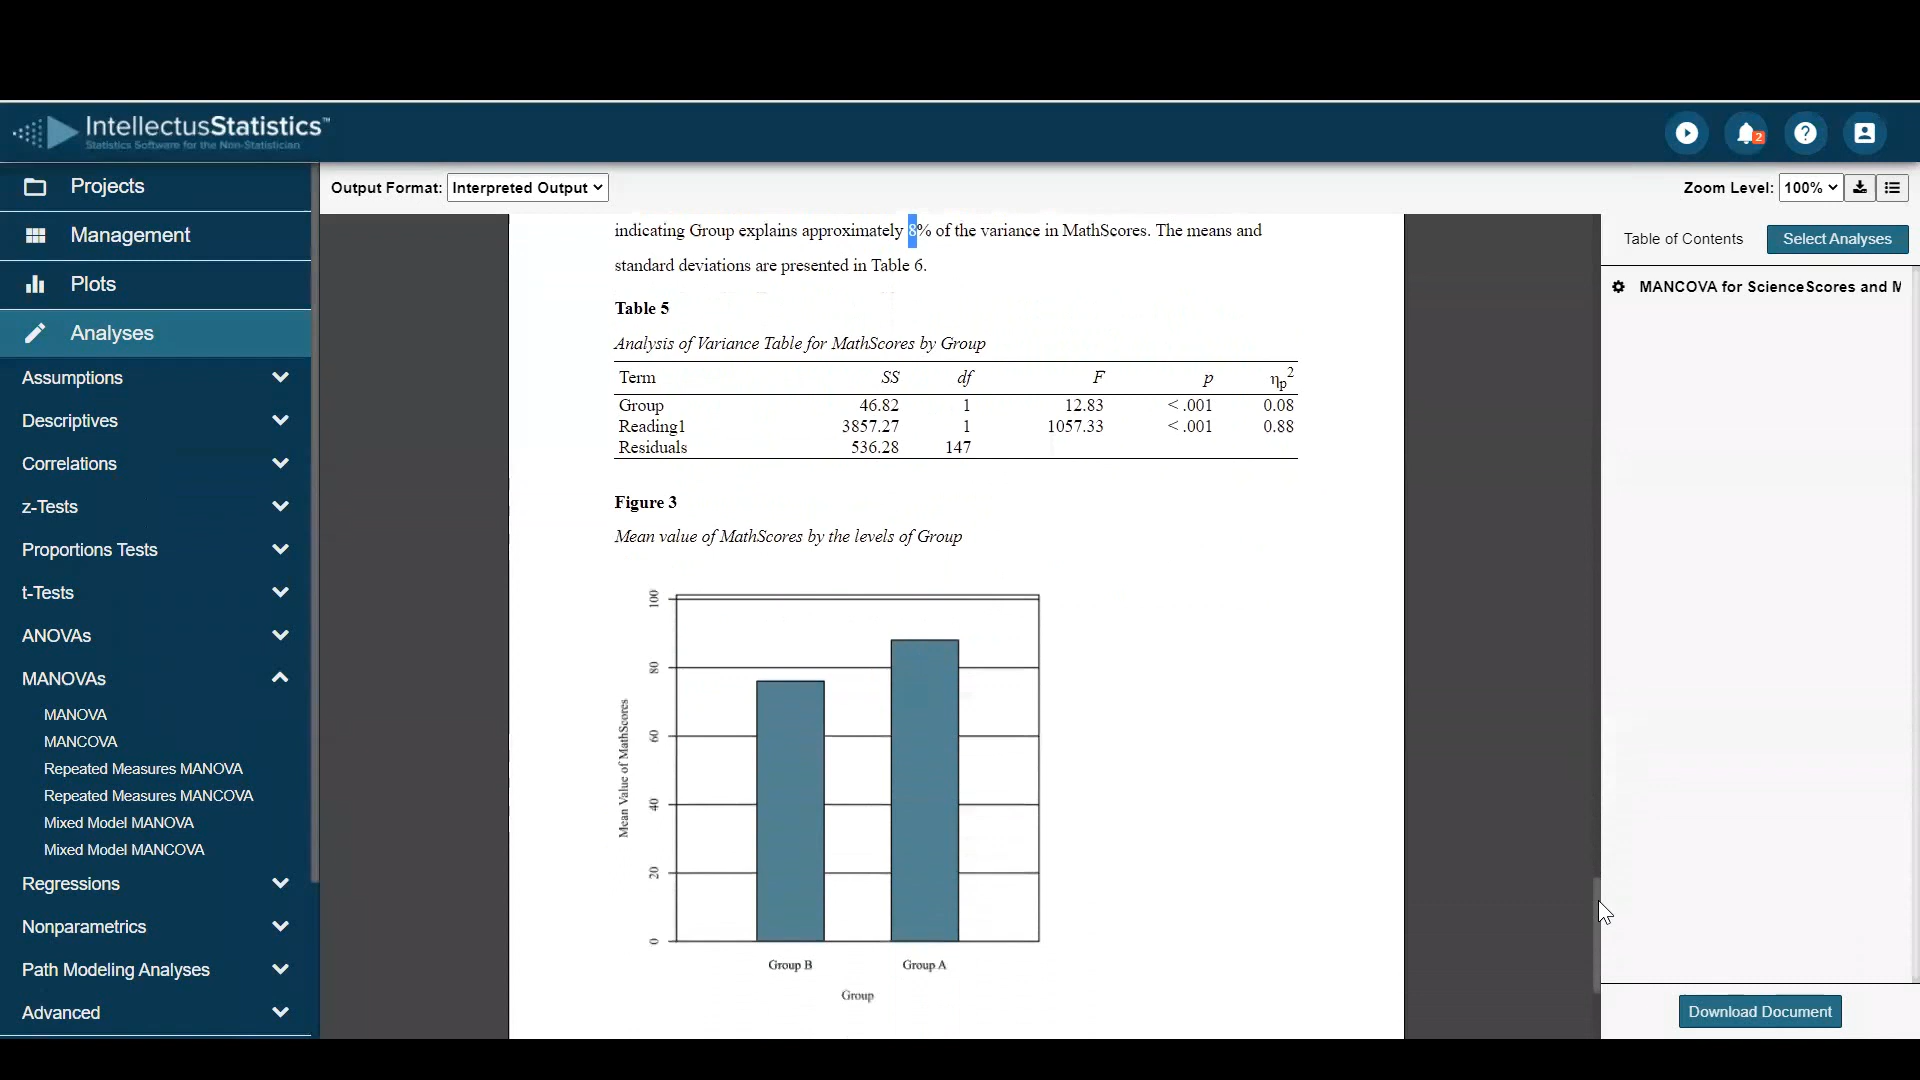 IntellectusStatistics™
Statistics Software for the Non-Statistician
2
Projects
Management
Plots
Analyses
Assumptions
Descriptives
Correlations
z-Tests
Proportions Tests
t-Tests
ANOVAs
MANOVAs
MANOVA
MANCOVA
Repeated Measures MANOVA
Repeated Measures MANCOVA
Mixed Model MANOVA
Mixed Model MANCOVA
Regressions
Nonparametrics
Path Modeling Analyses
Advanced
Output Format: Interpreted Output
Zoom Level: 100%
indicating Group explains approximately 8% of the variance in MathScores. The means and
standard deviations are presented in Table 6.
Table 5
Analysis of Variance Table for MathScores by Group
Term SS df F p ηp²
Group 46.82 1 12.83 < .001 0.08
Reading1 3857.27 1 1057.33 < .001 0.88
Residuals 536.28 147
Figure 3
Mean value of MathScores by the levels of Group
Mean Value of MathScores
100
80
60
40
20
0
Group B Group A
Group
Table of Contents Select Analyses
MANCOVA for ScienceScores and M
Download Document